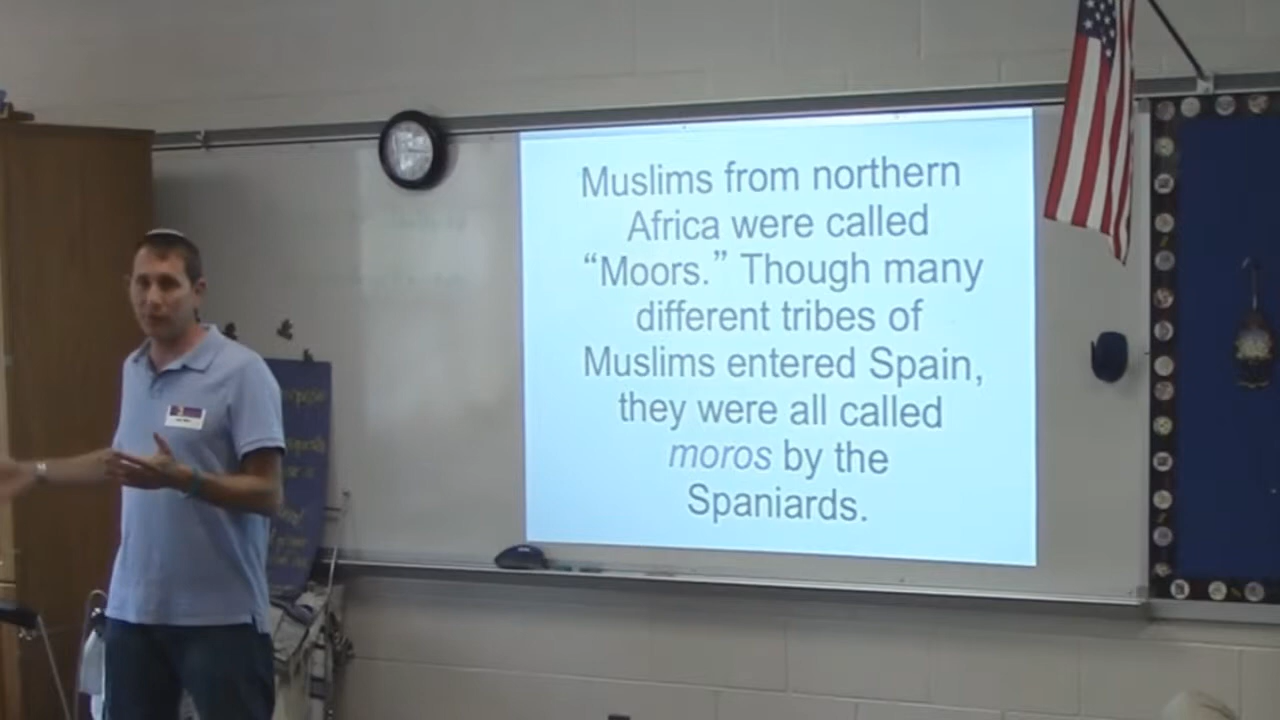 Muslims from northern
Africa were called
“Moors.” Though many
different tribes of
Muslims entered Spain,
they were all called
moros by the
Spaniards.